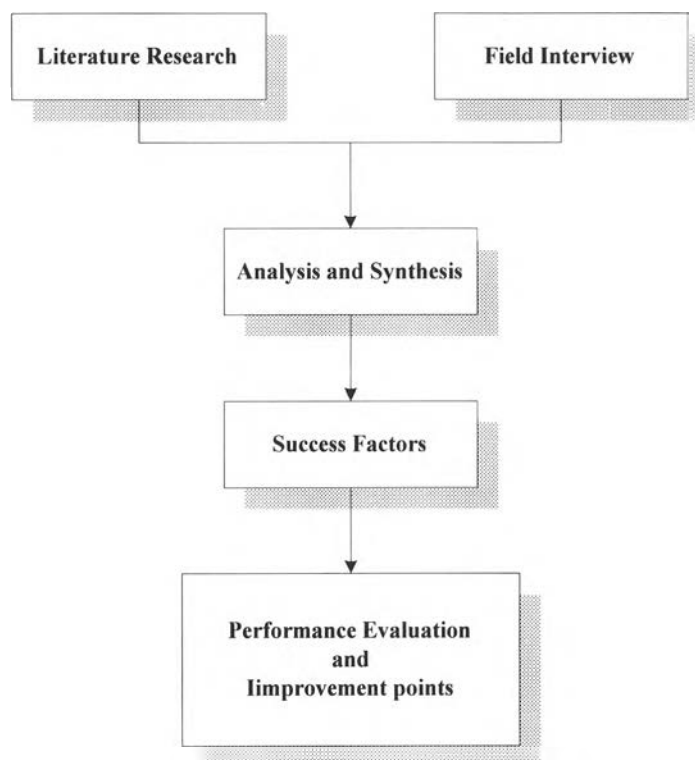 Literature Research
Field Interview
Analysis and Synthesis
Success Factors
Performance Evaluation
and
Iimprovement points